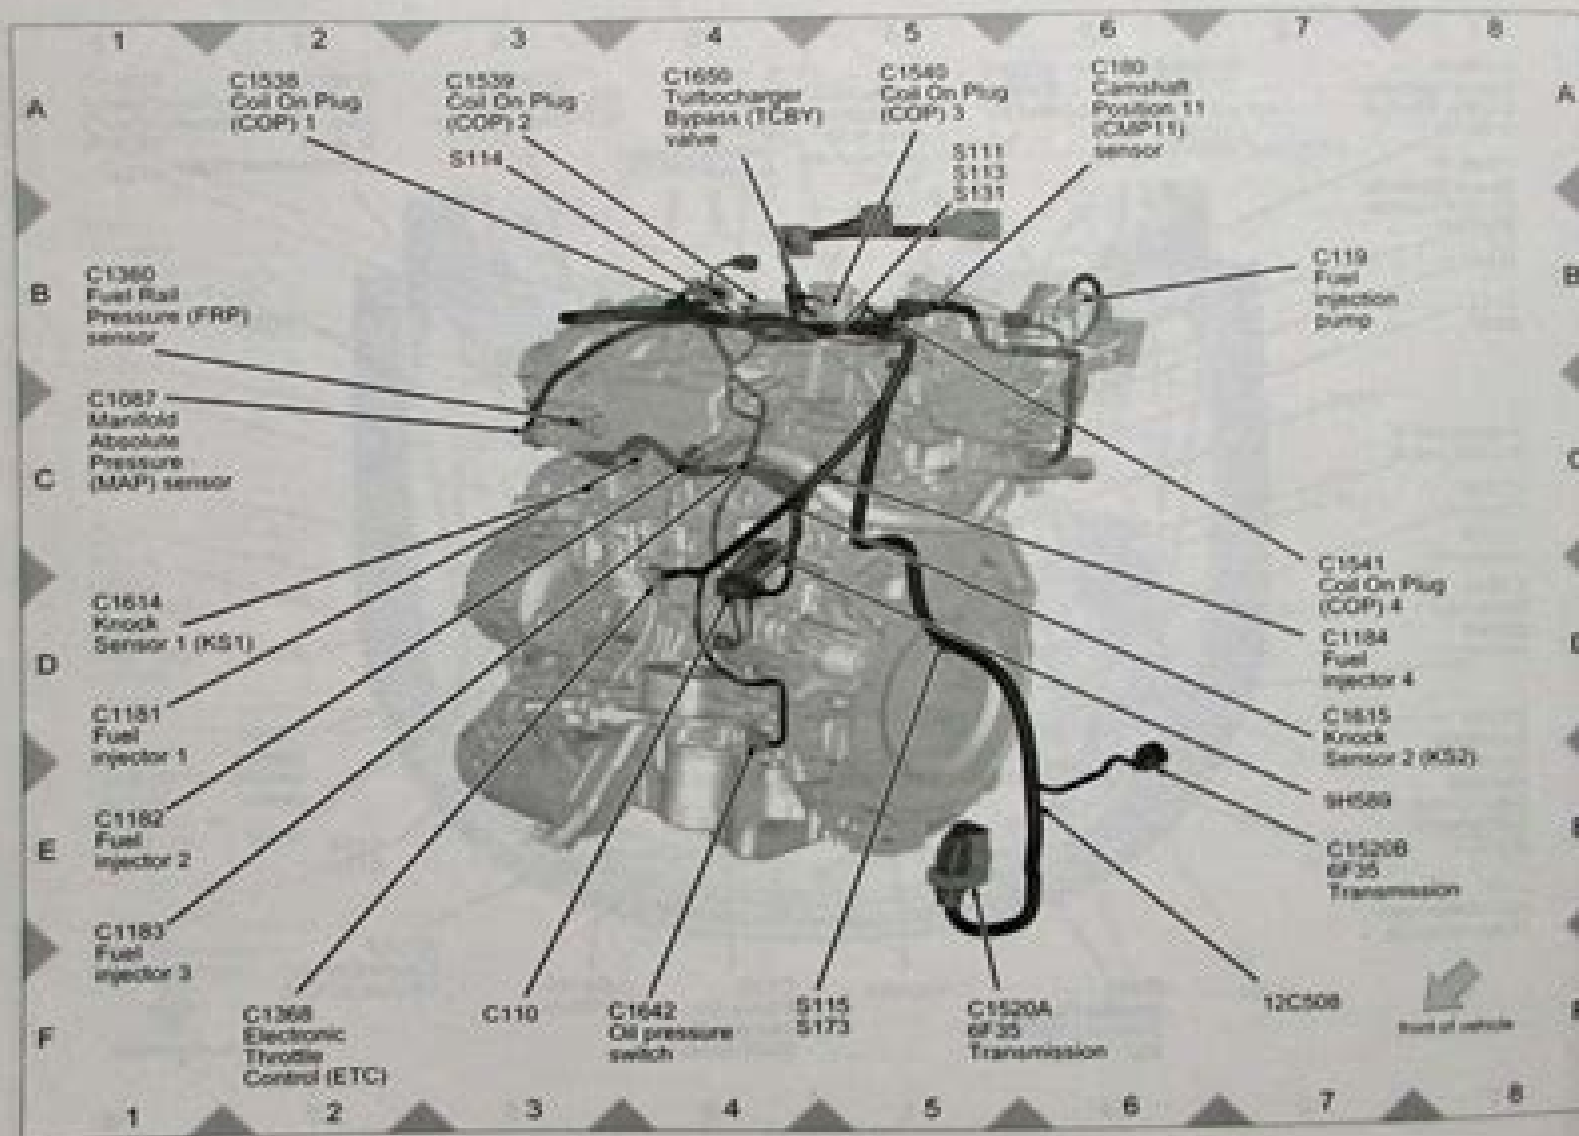 1 2 3 4 5 6 7 8
A
A
C1538
Coil On Plug
(COP) 1
C1539
Coil On Plug
(COP) 2
S114
C1650
Turbocharger
Bypass (TCBY)
valve
C1540
Coil On Plug
(COP) 3
S111
S113
S131
C180
Camshaft
Position 11
(CMP11)
sensor
B
B
C1360
Fuel Rail
Pressure (FRP)
sensor
C119
Fuel
injection
pump
C
C
C1087
Manifold
Absolute
Pressure
(MAP) sensor
C1541
Coil On Plug
(COP) 4
D
D
C1614
Knock
Sensor 1 (KS1)
C1184
Fuel
injector 4
C1181
Fuel
injector 1
C1615
Knock
Sensor 2 (KS2)
9H589
E
E
C1182
Fuel
injector 2
C1520B
6F35
Transmission
C1183
Fuel
injector 3
F
F
C1368
Electronic
Throttle
Control (ETC)
C110
C1642
Oil pressure
switch
S115
S173
C1520A
6F35
Transmission
12C508
front of vehicle
1 2 3 4 5 6 7 8